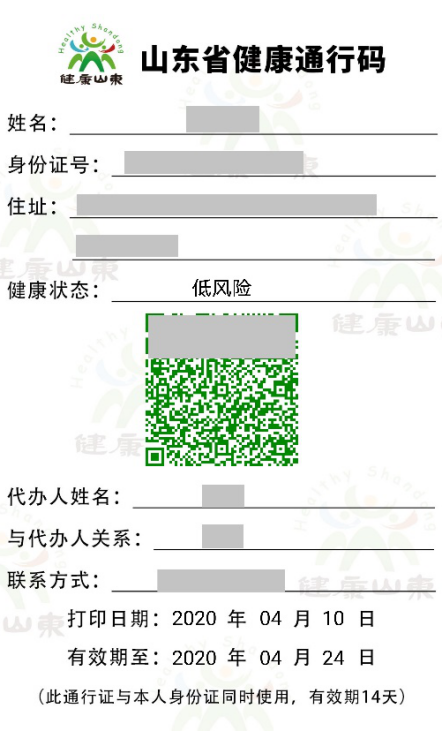 Healthy Shandong
健康山东
山东省健康通行码
姓名：
身份证号：
住址：
健康状态： 低风险
代办人姓名：
与代办人关系：
联系方式：
打印日期：2020 年 04 月 10 日
有效期至：2020 年 04 月 24 日
（此通行证与本人身份证同时使用，有效期14天）